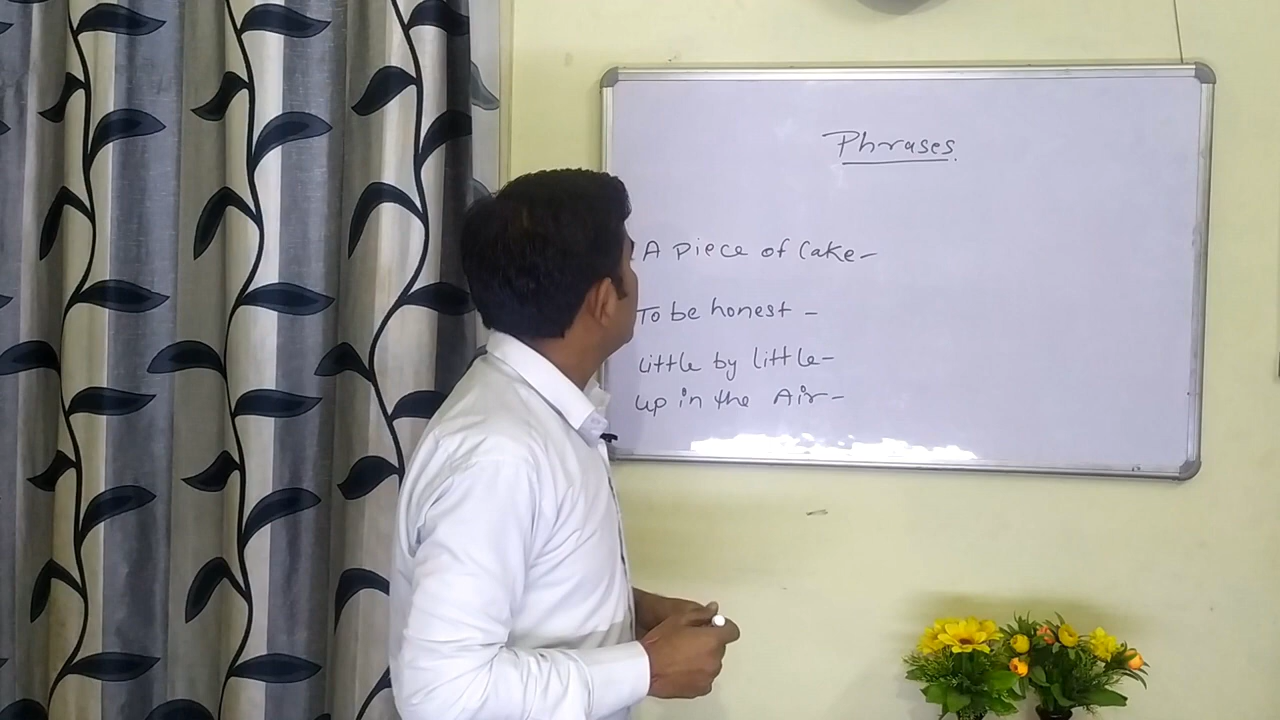 Phrases.
A piece of Cake-
To be honest -
Little by little-
up in the Air-